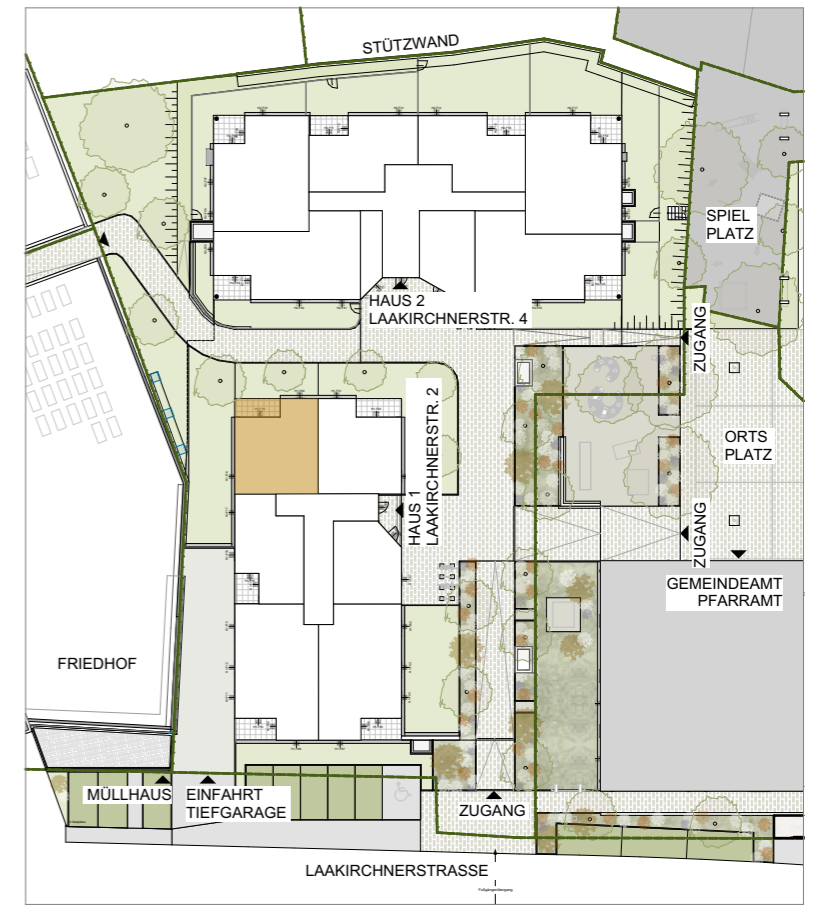 STÜTZWAND
SPIEL
PLATZ
HAUS 2
LAAKIRCHNERSTR. 4
ZUGANG
HAUS 1
LAAKIRCHNERSTR. 2
ORTS
PLATZ
ZUGANG
GEMEINDEAMT
PFARRAMT
FRIEDHOF
MÜLLHAUS
EINFAHRT
TIEFGARAGE
ZUGANG
LAAKIRCHNERSTRASSE
Fußgängerübergang